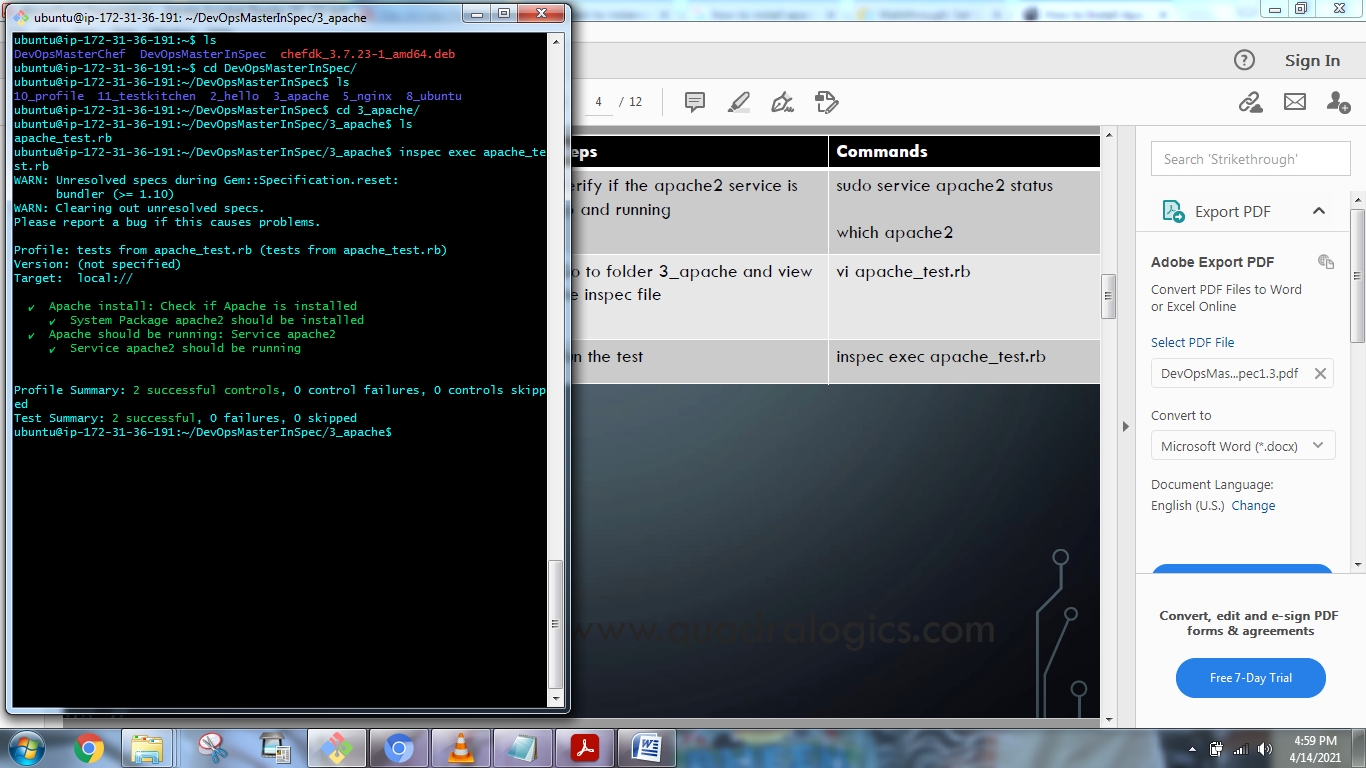 ubuntu@ip-172-31-36-191: ~/DevOpsMasterInSpec/3_apache
ubuntu@ip-172-31-36-191:~$ ls
DevOpsMasterChef  DevOpsMasterInSpec  chefdk_3.7.23-1_amd64.deb
ubuntu@ip-172-31-36-191:~$ cd DevOpsMasterInSpec/
ubuntu@ip-172-31-36-191:~/DevOpsMasterInSpec$ ls
10_profile  11_testkitchen  2_hello  3_apache  5_nginx  8_ubuntu
ubuntu@ip-172-31-36-191:~/DevOpsMasterInSpec$ cd 3_apache/
ubuntu@ip-172-31-36-191:~/DevOpsMasterInSpec/3_apache$ ls
apache_test.rb
ubuntu@ip-172-31-36-191:~/DevOpsMasterInSpec/3_apache$ inspec exec apache_te
st.rb
WARN: Unresolved specs during Gem::Specification.reset:
      bundler (>= 1.10)
WARN: Clearing out unresolved specs.
Please report a bug if this causes problems.
Profile: tests from apache_test.rb (tests from apache_test.rb)
Version: (not specified)
Target:  local://
✔  Apache install: Check if Apache is installed
✔  System Package apache2 should be installed
✔  Apache should be running: Service apache2
✔  Service apache2 should be running
Profile Summary: 2 successful controls, 0 control failures, 0 controls skipp
ed
Test Summary: 2 successful, 0 failures, 0 skipped
ubuntu@ip-172-31-36-191:~/DevOpsMasterInSpec/3_apache$
Sign In
4 / 12
eps Commands
erify if the apache2 service is sudo service apache2 status
and running
which apache2
o to folder 3_apache and view vi apache_test.rb
e inspec file
n the test inspec exec apache_test.rb
www.quadralogics.com
Search 'Strikethrough'
Export PDF
Adobe Export PDF
Convert PDF Files to Word
or Excel Online
Select PDF File
DevOpsMas...pec1.3.pdf
Convert to
Microsoft Word (*.docx)
Document Language:
English (U.S.) Change
Convert, edit and e-sign PDF
forms & agreements
Free 7-Day Trial
4:59 PM
4/14/2021